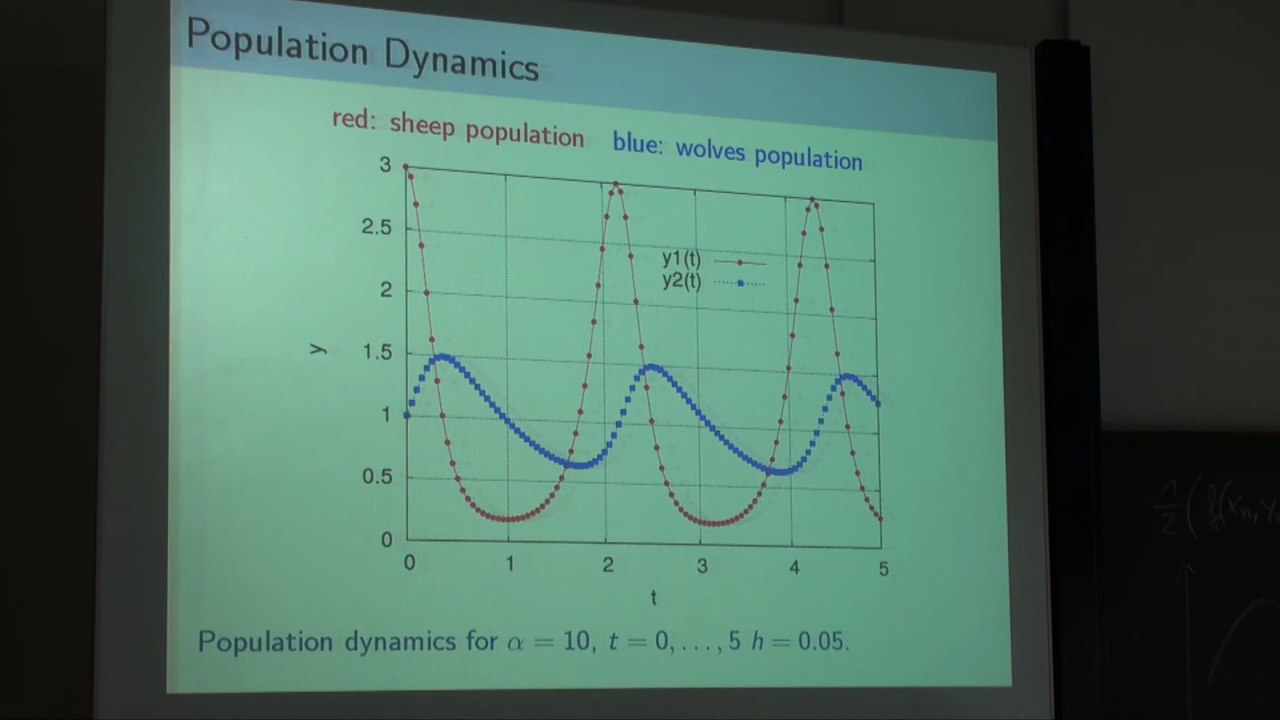 Population Dynamics
red: sheep population blue: wolves population
3
2.5
2
1.5
1
0.5
0
y
y1(t)
y2(t)
0 1 2 3 4 5
t
Population dynamics for α = 10, t = 0, . . . , 5 h = 0.05.